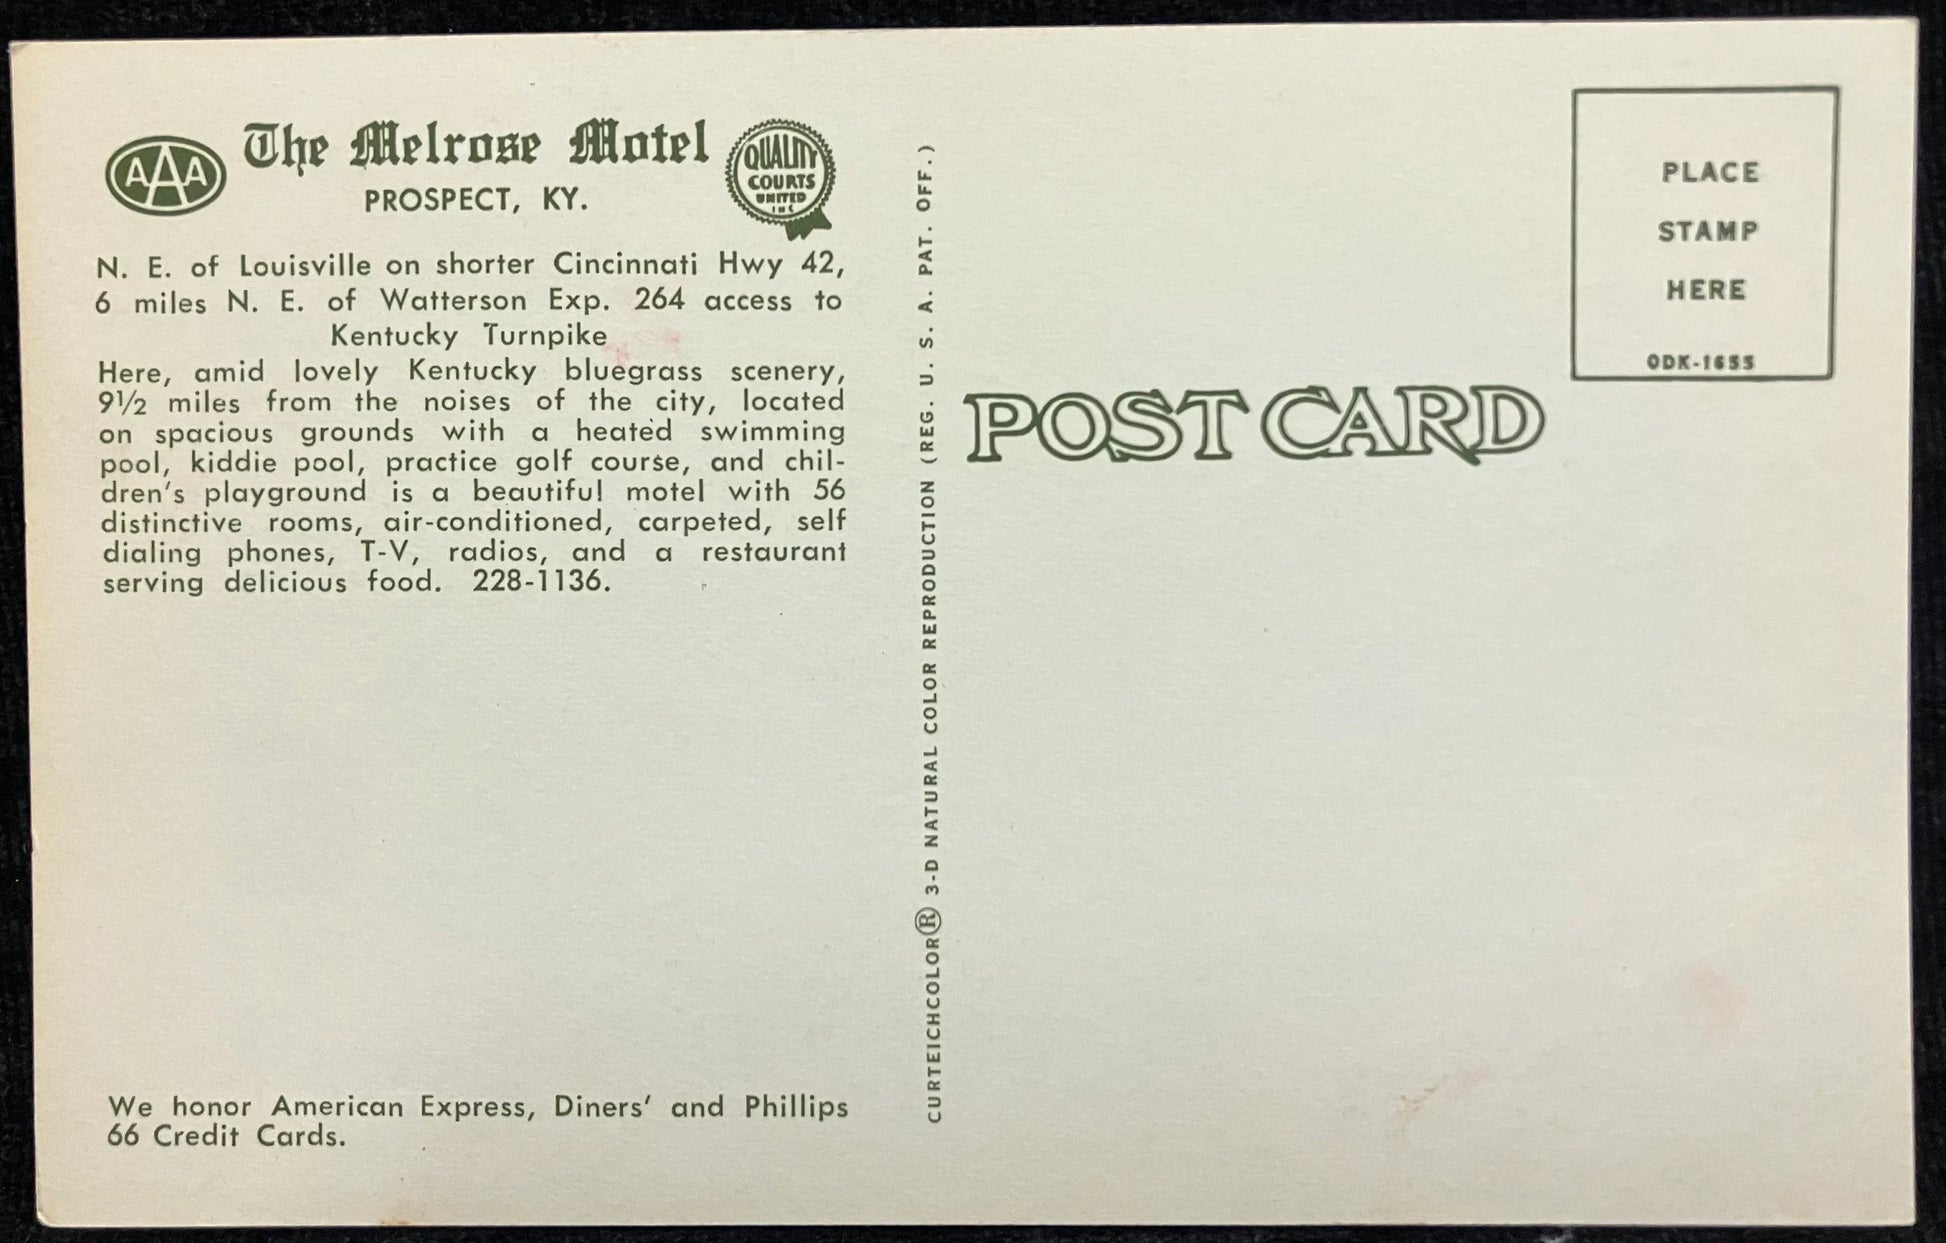 AAA
The Melrose Motel
PROSPECT, KY.
QUALITY
COURTS
UNITED
INC
N. E. of Louisville on shorter Cincinnati Hwy 42,
6 miles N. E. of Watterson Exp. 264 access to
Kentucky Turnpike
Here, amid lovely Kentucky bluegrass scenery,
9½ miles from the noises of the city, located
on spacious grounds with a heated swimming
pool, kiddie pool, practice golf course, and chil-
dren's playground is a beautiful motel with 56
distinctive rooms, air-conditioned, carpeted, self
dialing phones, T-V, radios, and a restaurant
serving delicious food. 228-1136.
We honor American Express, Diners' and Phillips
66 Credit Cards.
CURTEICHCOLOR® 3-D NATURAL COLOR REPRODUCTION (REG. U. S. A. PAT. OFF.)
POST CARD
PLACE
STAMP
HERE
ODK-1655